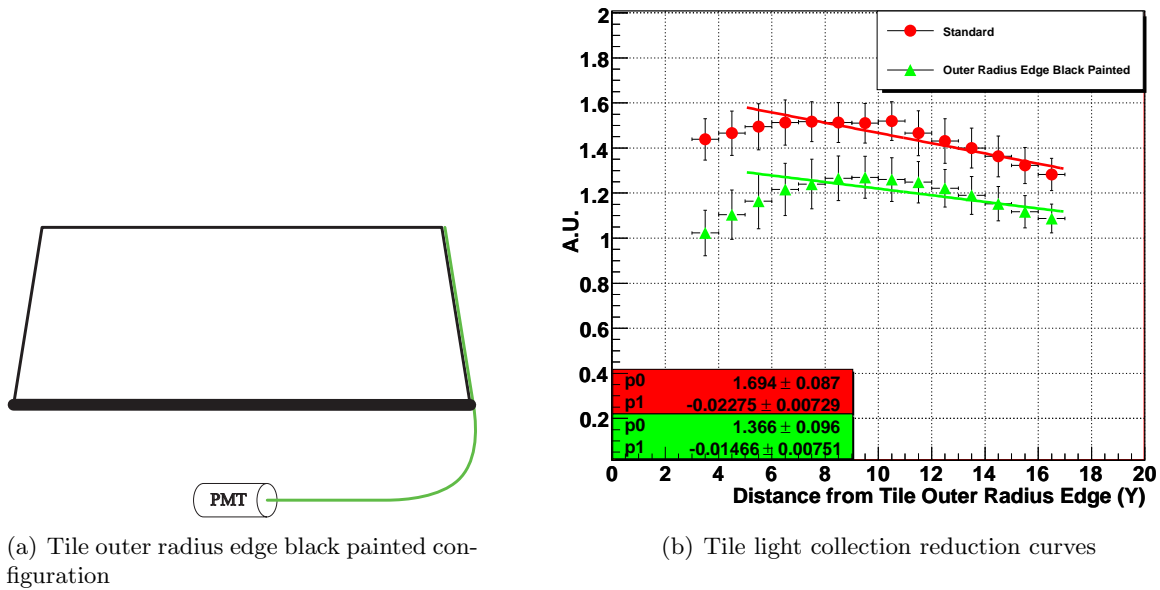 PMT
(a) Tile outer radius edge black painted con-
figuration
2
1.8
1.6
1.4
1.2
1
0.8
0.6
0.4
0.2
A.U.
Standard
Outer Radius Edge Black Painted
p0 1.694 ± 0.087
p1 -0.02275 ± 0.00729
p0 1.366 ± 0.096
p1 -0.01466 ± 0.00751
0 2 4 6 8 10 12 14 16 18 20
Distance from Tile Outer Radius Edge (Y)
(b) Tile light collection reduction curves